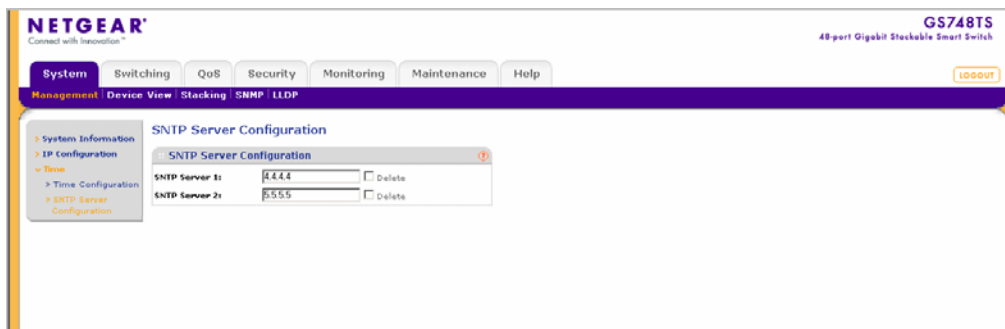 NETGEAR
Connect with Innovation™
GS748TS
48-port Gigabit Stackable Smart Switch
System Switching QoS Security Monitoring Maintenance Help
LOGOUT
Management Device View Stacking SNMP LLDP
System Information
IP Configuration
Time
Time Configuration
SNTP Server
Configuration
SNTP Server Configuration
SNTP Server Configuration
SNTP Server 1: 4.4.4.4 Delete
SNTP Server 2: 5.5.5.5 Delete